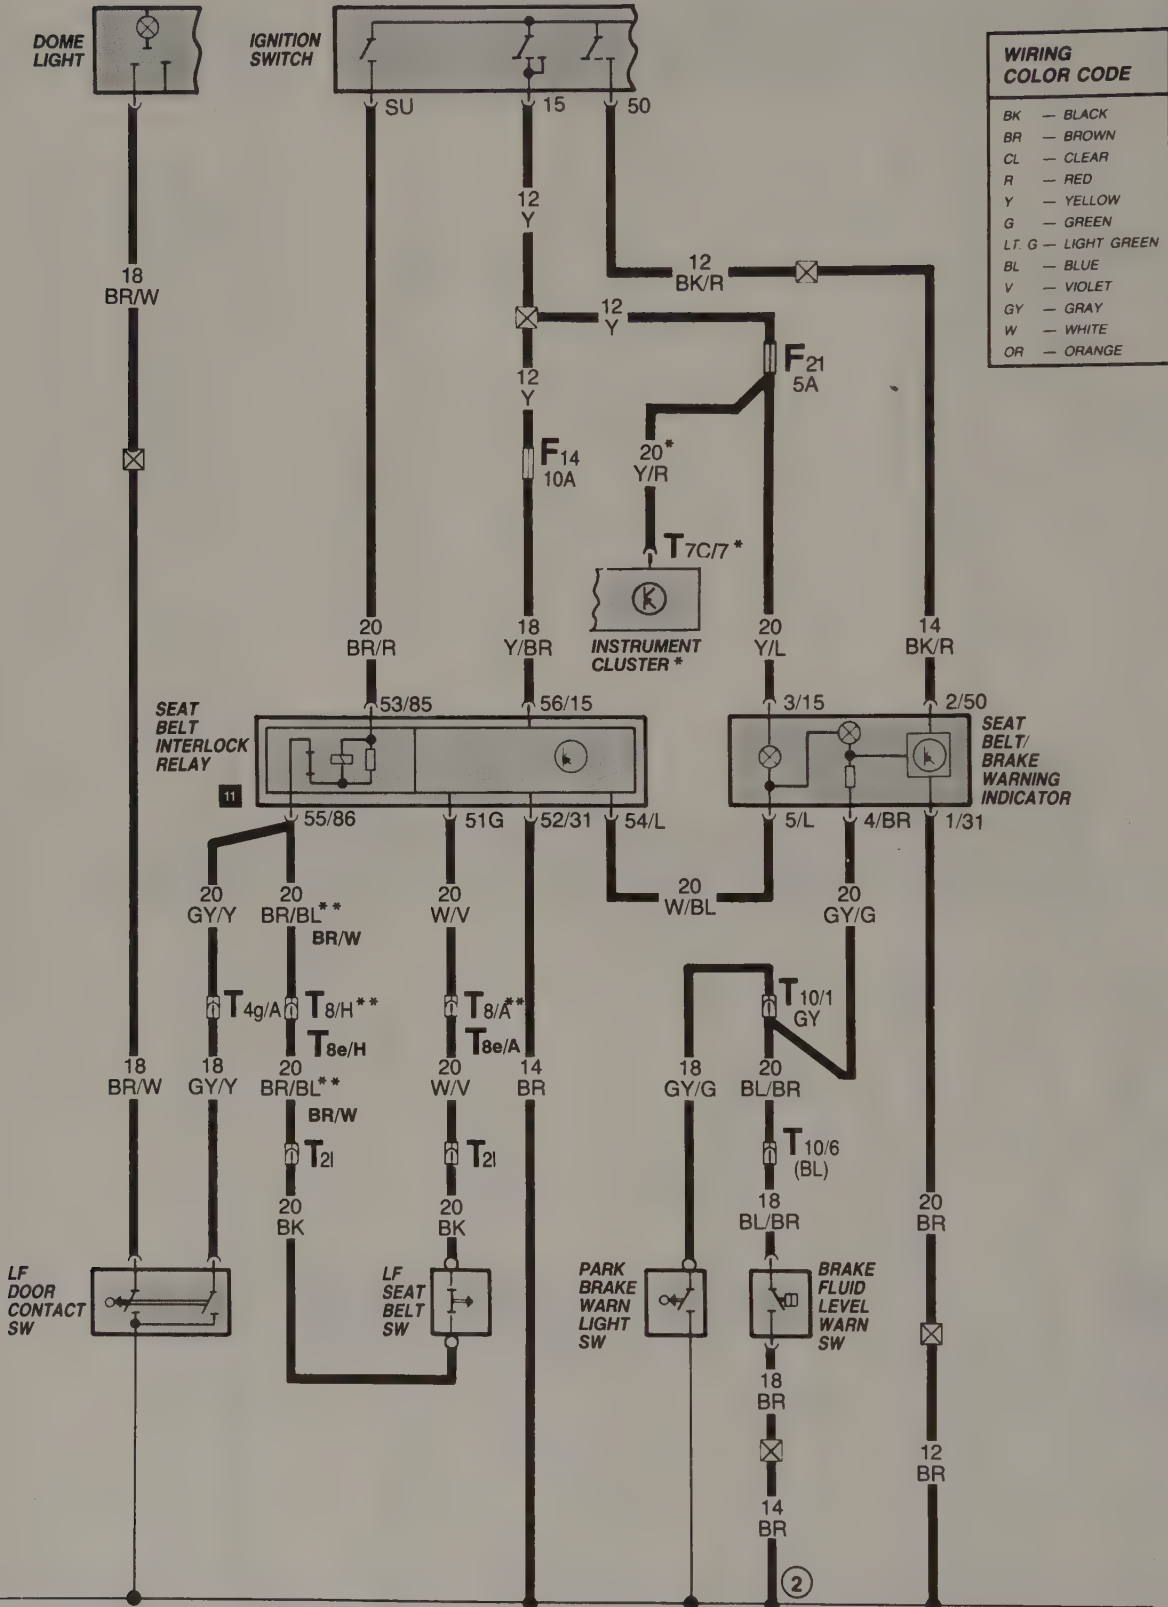 DOME
LIGHT
IGNITION
SWITCH
WIRING
COLOR CODE
BK — BLACK
BR — BROWN
CL — CLEAR
R — RED
Y — YELLOW
G — GREEN
LT. G — LIGHT GREEN
BL — BLUE
V — VIOLET
GY — GRAY
W — WHITE
OR — ORANGE
SU
15
50
12
Y
18
BR/W
12
BK/R
12
Y
12
Y
F21
5A
F14
10A
20*
Y/R
T7C/7*
20
BR/R
18
Y/BR
INSTRUMENT
CLUSTER*
20
Y/L
14
BK/R
53/85
56/15
3/15
2/50
SEAT
BELT
INTERLOCK
RELAY
11
SEAT
BELT/
BRAKE
WARNING
INDICATOR
55/86
51G
52/31
54/L
5/L
4/BR
1/31
20
GY/Y
20
BR/BL**
BR/W
20
W/V
20
W/BL
20
GY/G
T4g/A
T8/H**
T8e/H
T8/A**
T8e/A
T10/1
GY
18
BR/W
18
GY/Y
20
BR/BL**
BR/W
20
W/V
14
BR
18
GY/G
20
BL/BR
T2l
T2l
T10/6
(BL)
20
BK
20
BK
18
BL/BR
20
BR
LF
DOOR
CONTACT
SW
LF
SEAT
BELT
SW
PARK
BRAKE
WARN
LIGHT
SW
BRAKE
FLUID
LEVEL
WARN
SW
18
BR
12
BR
14
BR
2